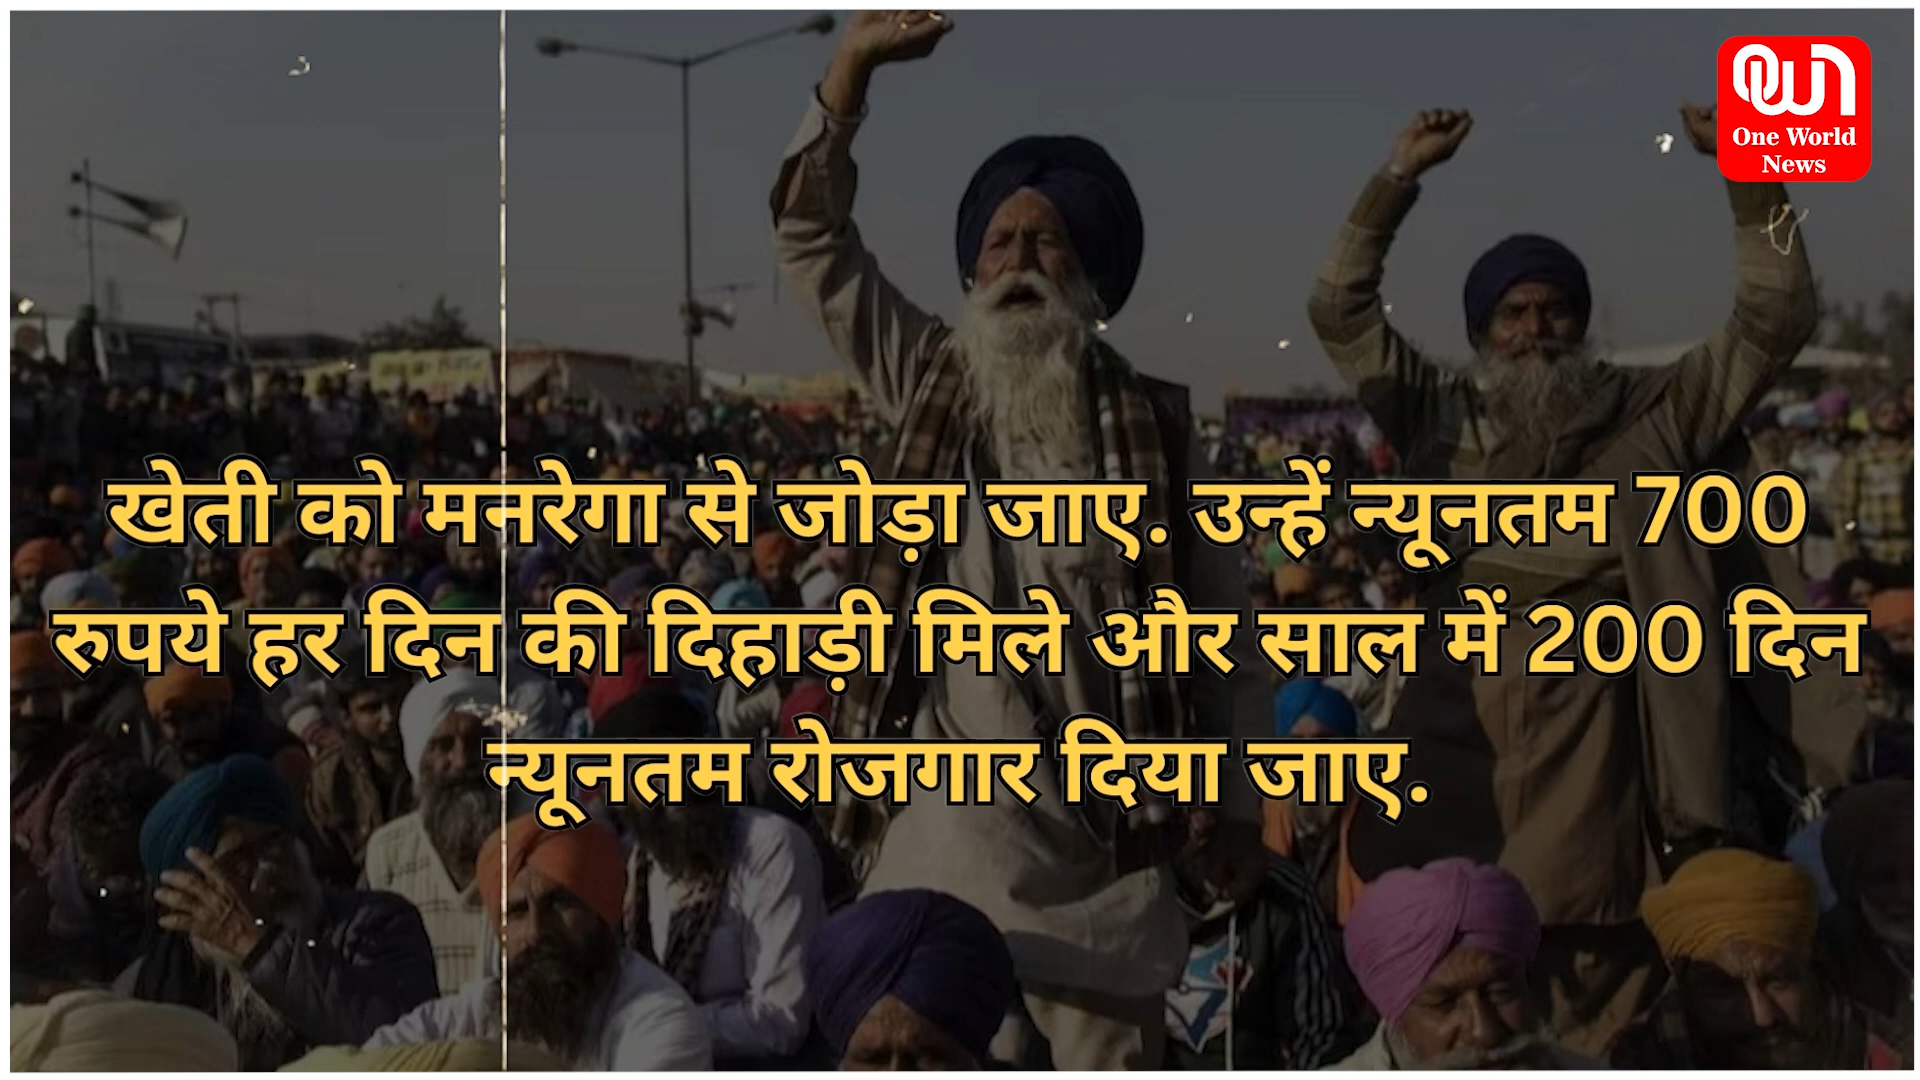 One World
News
खेती को मनरेगा से जोड़ा जाए. उन्हें न्यूनतम 700
रुपये हर दिन की दिहाड़ी मिले और साल में 200 दिन
न्यूनतम रोजगार दिया जाए.